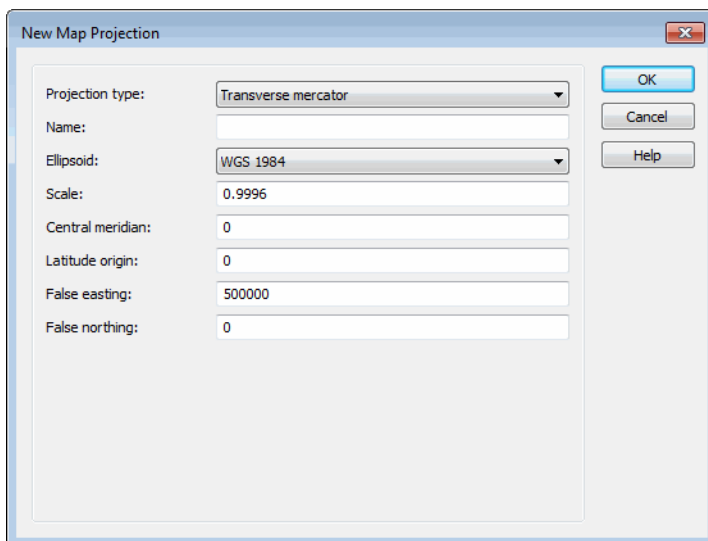 New Map Projection
Projection type: Transverse mercator
OK
Name:
Cancel
Ellipsoid: WGS 1984
Help
Scale: 0.9996
Central meridian: 0
Latitude origin: 0
False easting: 500000
False northing: 0